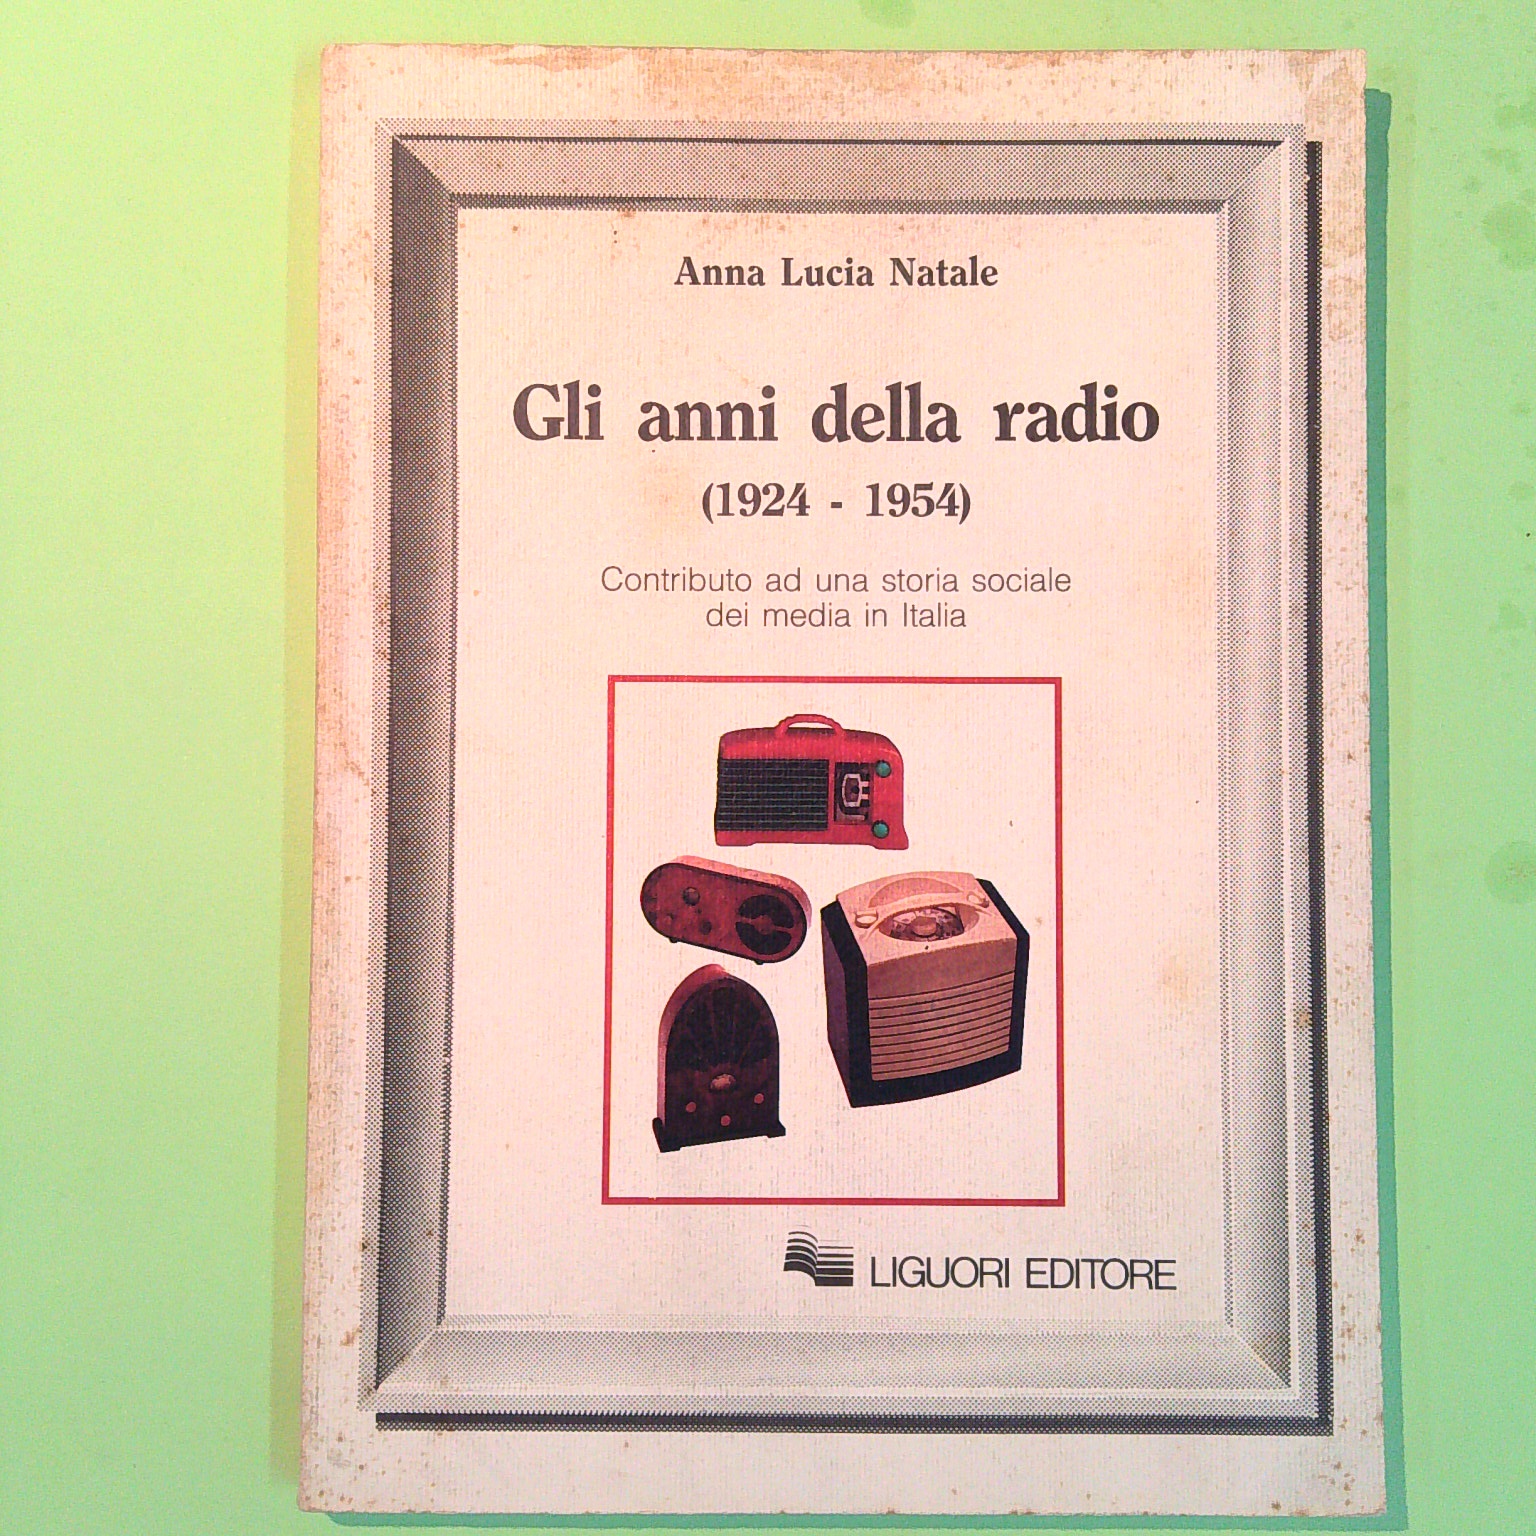 Anna Lucia Natale
Gli anni della radio
(1924 - 1954)
Contributo ad una storia sociale
dei media in Italia
LIGUORI EDITORE